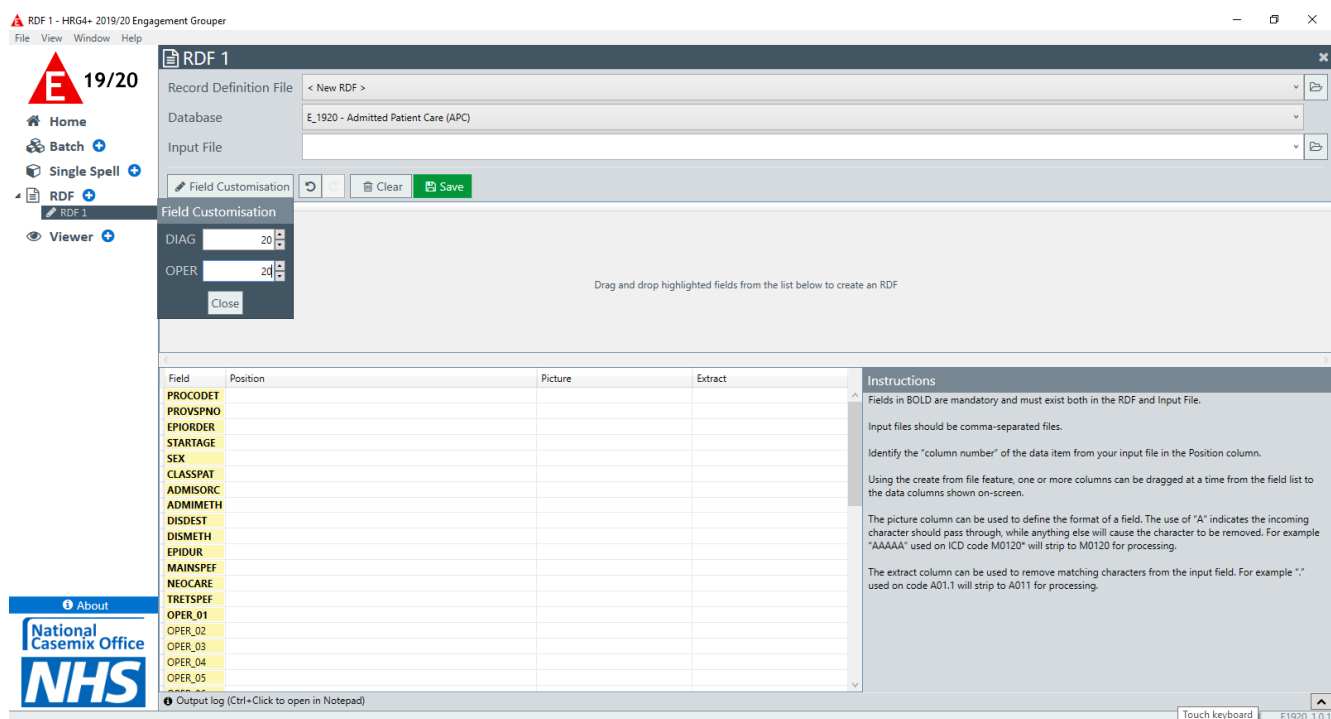 RDF 1 - HRG4+ 2019/20 Engagement Grouper
File View Window Help
E 19/20
Home
Batch
Single Spell
RDF
RDF 1
Viewer
RDF 1
Record Definition File < New RDF >
Database E_1920 - Admitted Patient Care (APC)
Input File
Field Customisation Clear Save
Field Customisation
DIAG 20
OPER 20
Close
Drag and drop highlighted fields from the list below to create an RDF
Field Position Picture Extract
PROCODET
PROVSPNO
EPIORDER
STARTAGE
SEX
CLASSPAT
ADMISORC
ADMIMETH
DISDEST
DISMETH
EPIDUR
MAINSPEF
NEOCARE
TRETSPEF
OPER_01
OPER_02
OPER_03
OPER_04
OPER_05
Instructions
Fields in BOLD are mandatory and must exist both in the RDF and Input File.
Input files should be comma-separated files.
Identify the "column number" of the data item from your input file in the Position column.
Using the create from file feature, one or more columns can be dragged at a time from the field list to
the data columns shown on-screen.
The picture column can be used to define the format of a field. The use of "A" indicates the incoming
character should pass through, while anything else will cause the character to be removed. For example
"AAAAA" used on ICD code M0120* will strip to M0120 for processing.
The extract column can be used to remove matching characters from the input field. For example "."
used on code A01.1 will strip to A011 for processing.
About
National
Casemix Office
NHS
Output log (Ctrl+Click to open in Notepad)
Touch keyboard